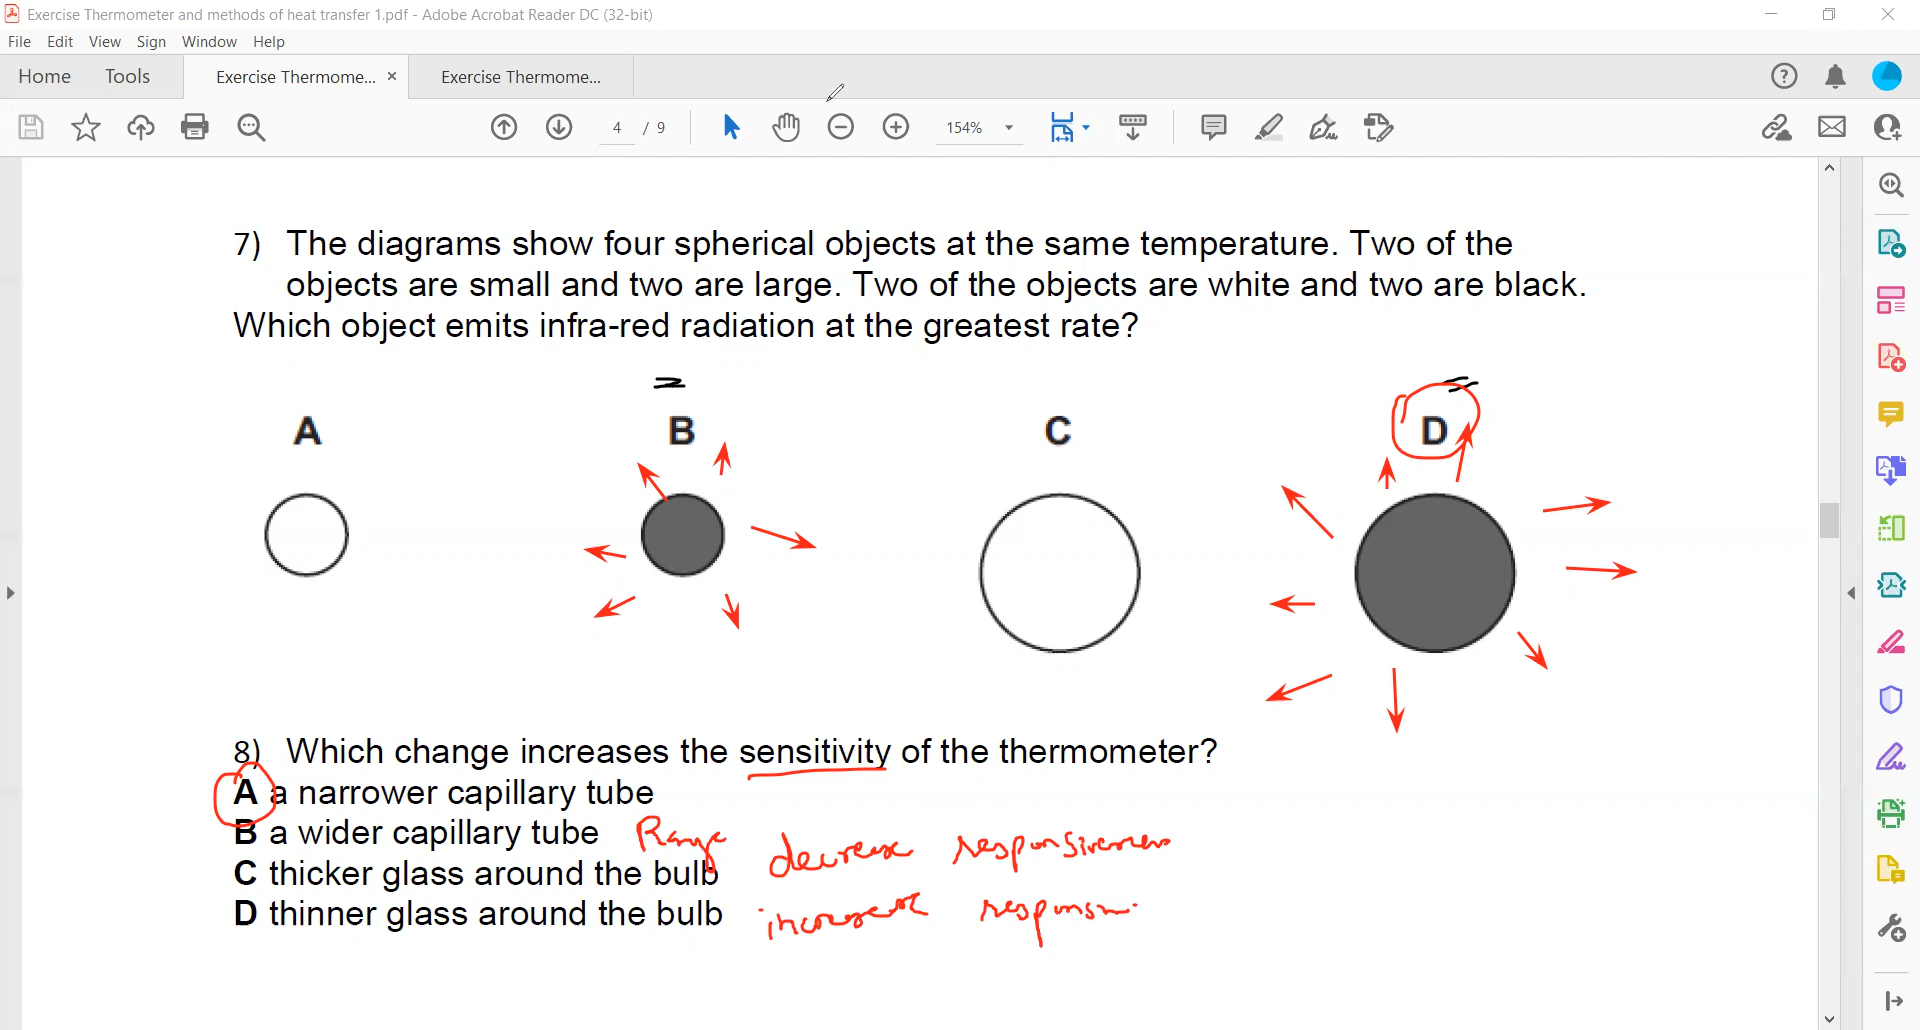 Exercise Thermometer and methods of heat transfer 1.pdf - Adobe Acrobat Reader DC (32-bit)
File Edit View Sign Window Help
Home Tools Exercise Thermome... × Exercise Thermome...
4 / 9 154%
7) The diagrams show four spherical objects at the same temperature. Two of the
objects are small and two are large. Two of the objects are white and two are black.
Which object emits infra-red radiation at the greatest rate?
A B C D
8) Which change increases the sensitivity of the thermometer?
A a narrower capillary tube
B a wider capillary tube Range decrease responsiveness
C thicker glass around the bulb
D thinner glass around the bulb increase